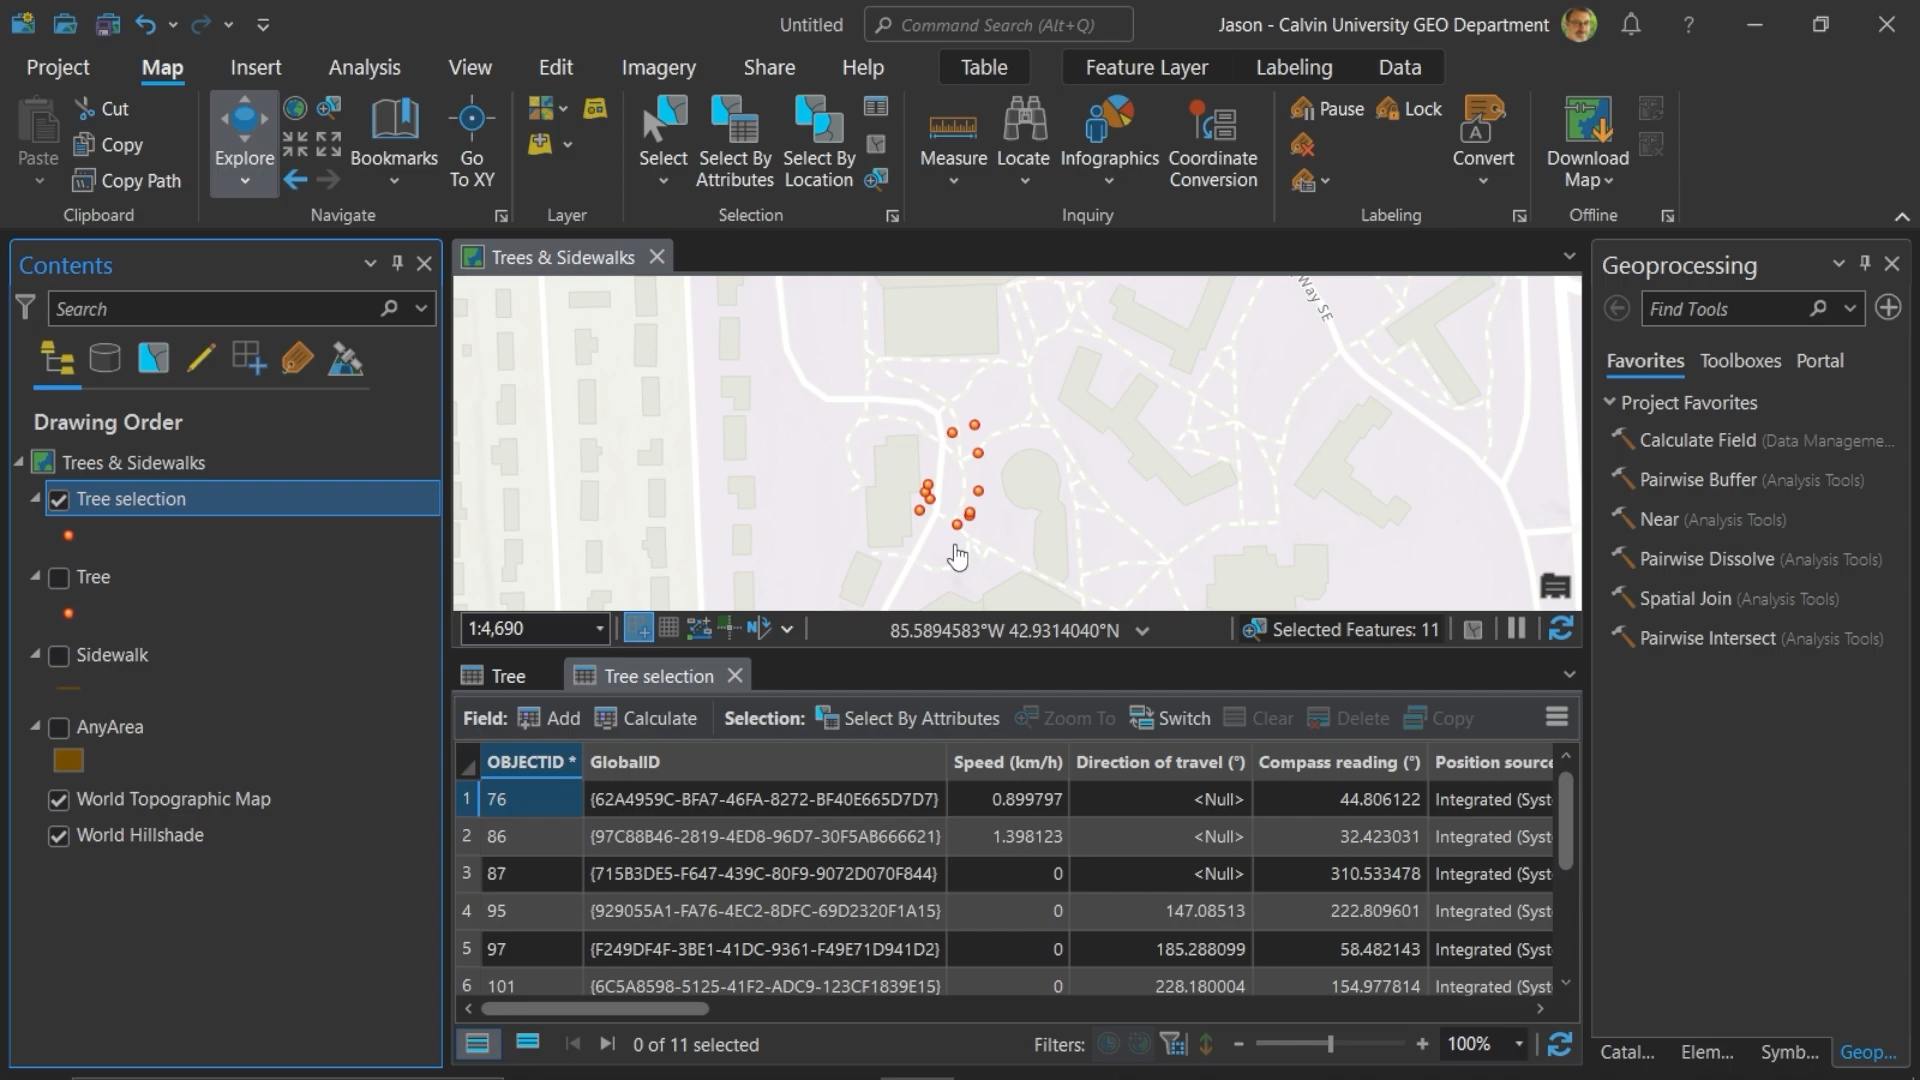 Untitled
Command Search (Alt+Q)
Jason - Calvin University GEO Department
?
Project Map Insert Analysis View Edit Imagery Share Help Table Feature Layer Labeling Data
Paste
Cut
Copy
Copy Path
Clipboard
Explore
Bookmarks
Go To XY
Navigate
Layer
Select
Select By Attributes
Select By Location
Selection
Measure
Locate
Infographics
Coordinate Conversion
Inquiry
Pause
Lock
A
Convert
Labeling
Download Map
Offline
Contents
Search
Drawing Order
Trees & Sidewalks
Tree selection
Tree
Sidewalk
AnyArea
World Topographic Map
World Hillshade
Trees & Sidewalks
Way SE
1:4,690
N
85.5894583°W 42.9314040°N
Selected Features: 11
Tree
Tree selection
Field: Add Calculate Selection: Select By Attributes Zoom To Switch Clear Delete Copy
OBJECTID * GlobalID Speed (km/h) Direction of travel (°) Compass reading (°) Position source
1 76 {62A4959C-BFA7-46FA-8272-BF40E665D7D7} 0.899797 <Null> 44.806122 Integrated (Syst
2 86 {97C88B46-2819-4ED8-96D7-30F5AB666621} 1.398123 <Null> 32.423031 Integrated (Syst
3 87 {715B3DE5-F647-439C-80F9-9072D070F844} 0 <Null> 310.533478 Integrated (Syst
4 95 {929055A1-FA76-4EC2-8DFC-69D2320F1A15} 0 147.08513 222.809601 Integrated (Syst
5 97 {F249DF4F-3BE1-41DC-9361-F49E71D941D2} 0 185.288099 58.482143 Integrated (Syst
6 101 {6C5A8598-5125-41F2-ADC9-123CF1839E15} 0 228.180004 154.977814 Integrated (Syst
0 of 11 selected
Filters:
- + 100%
Geoprocessing
Find Tools
Favorites Toolboxes Portal
Project Favorites
Calculate Field (Data Manageme...
Pairwise Buffer (Analysis Tools)
Near (Analysis Tools)
Pairwise Dissolve (Analysis Tools)
Spatial Join (Analysis Tools)
Pairwise Intersect (Analysis Tools)
Catal... Elem... Symb... Geop...